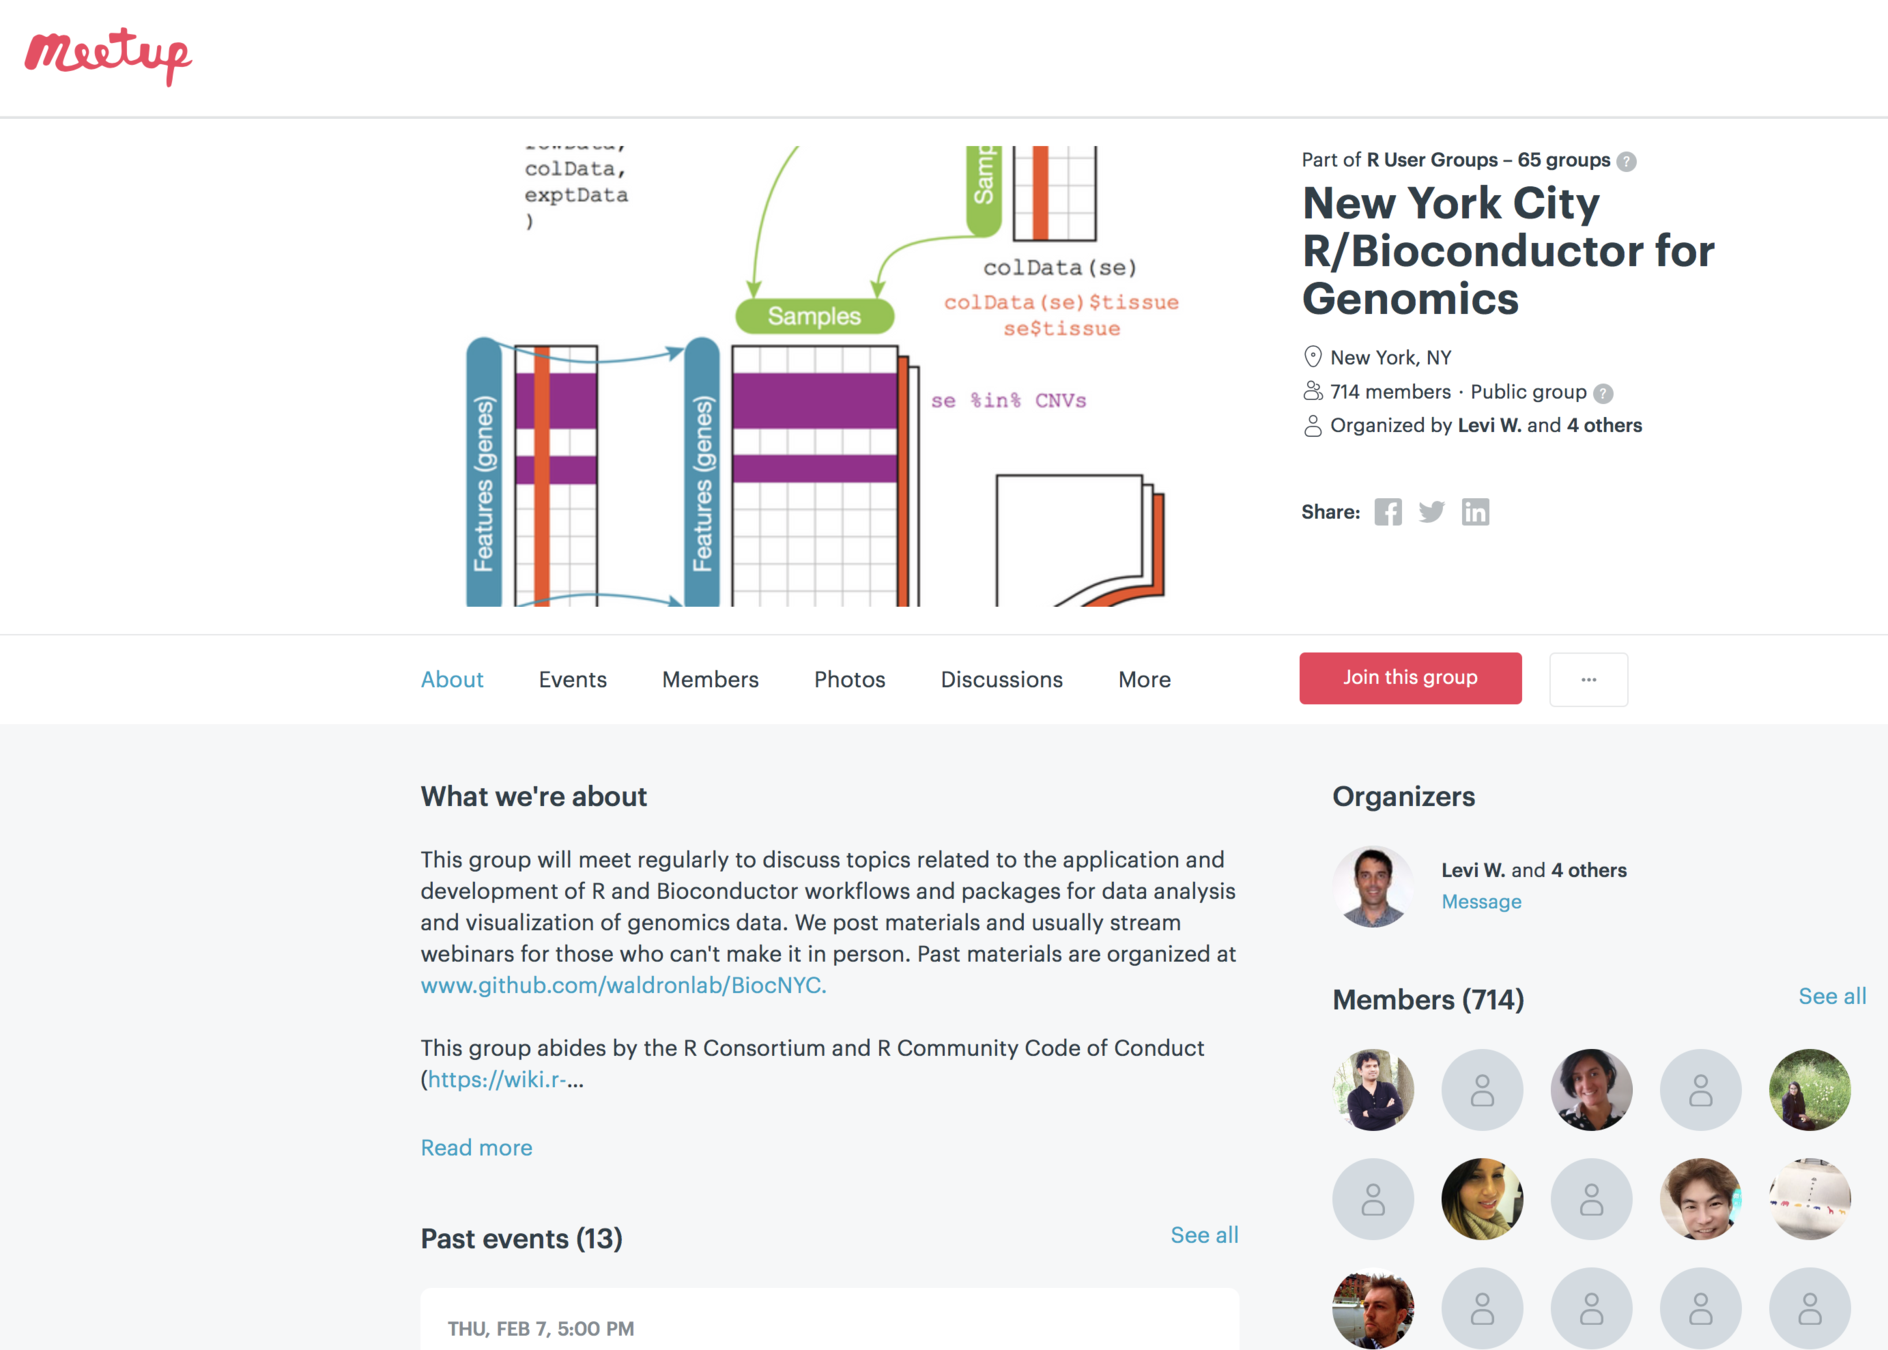 meetup
colData,
exptData
)
Samp
colData(se)
colData(se)$tissue
se$tissue
Samples
Features (genes)
Features (genes)
se %in% CNVs
Part of R User Groups – 65 groups ?
New York City
R/Bioconductor for
Genomics
New York, NY
714 members · Public group ?
Organized by Levi W. and 4 others
Share:
About Events Members Photos Discussions More
Join this group
...
What we're about
This group will meet regularly to discuss topics related to the application and
development of R and Bioconductor workflows and packages for data analysis
and visualization of genomics data. We post materials and usually stream
webinars for those who can't make it in person. Past materials are organized at
www.github.com/waldronlab/BiocNYC.
This group abides by the R Consortium and R Community Code of Conduct
(https://wiki.r-...
Read more
Past events (13)
See all
THU, FEB 7, 5:00 PM
Organizers
Levi W. and 4 others
Message
Members (714)
See all